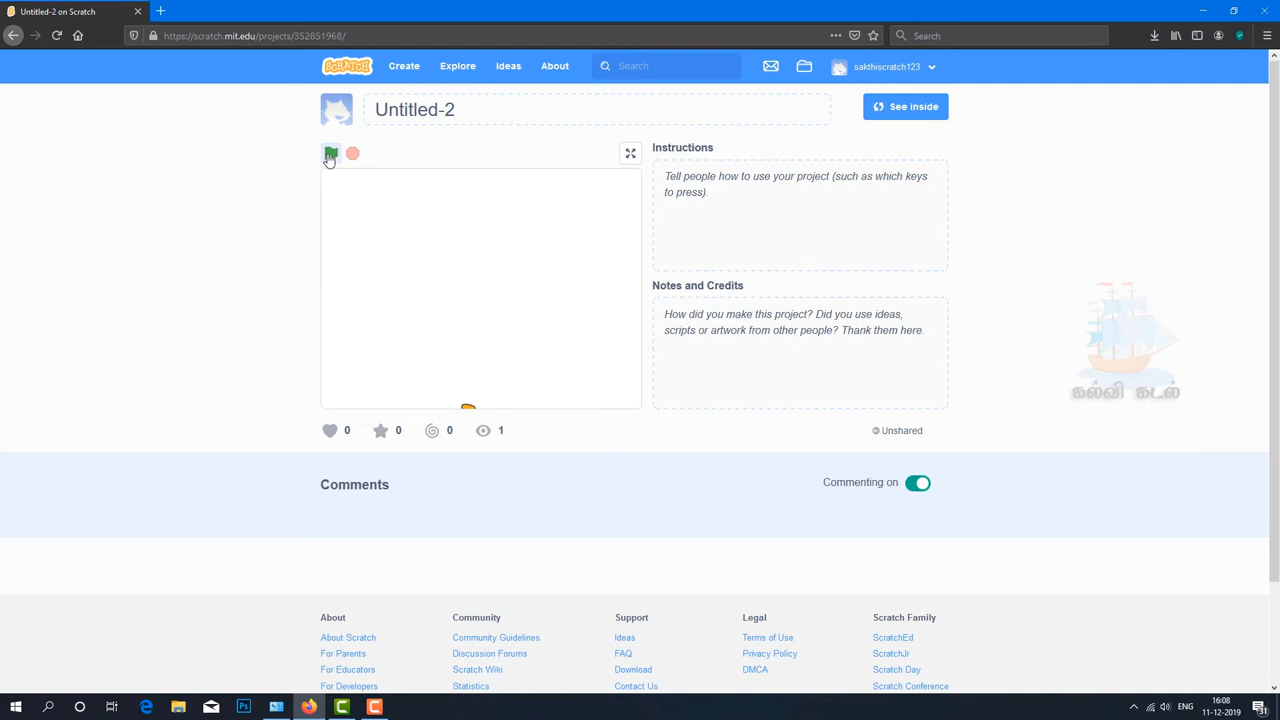 Untitled-2 on Scratch
https://scratch.mit.edu/projects/352851968/
Search
SCRATCH
Create
Explore
Ideas
About
Search
sakthiscratch123
Untitled-2
See inside
Instructions
Tell people how to use your project (such as which keys
to press).
Notes and Credits
How did you make this project? Did you use ideas,
scripts or artwork from other people? Thank them here.
கல்வி கடல்
0
0
0
1
Unshared
Comments
Commenting on
About
Community
Support
Legal
Scratch Family
About Scratch
Community Guidelines
Ideas
Terms of Use
ScratchEd
For Parents
Discussion Forums
FAQ
Privacy Policy
ScratchJr
For Educators
Scratch Wiki
Download
DMCA
Scratch Day
For Developers
Statistics
Contact Us
Scratch Conference
ENG
16:08
11-12-2019
31